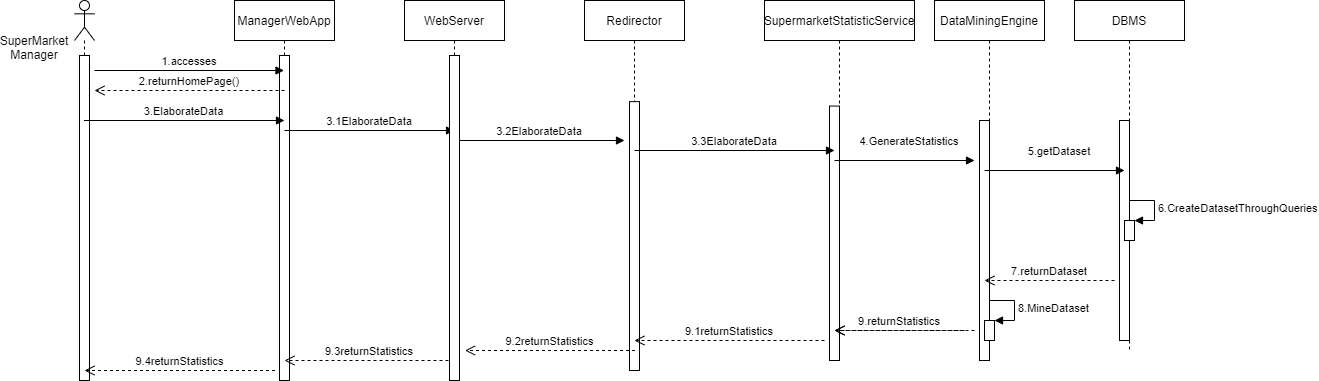 ManagerWebApp
WebServer
Redirector
SupermarketStatisticService
DataMiningEngine
DBMS
SuperMarket
Manager
1.accesses
2.returnHomePage()
3.ElaborateData
3.1ElaborateData
3.2ElaborateData
3.3ElaborateData
4.GenerateStatistics
5.getDataset
6.CreateDatasetThroughQueries
7.returnDataset
8.MineDataset
9.returnStatistics
9.1returnStatistics
9.2returnStatistics
9.3returnStatistics
9.4returnStatistics